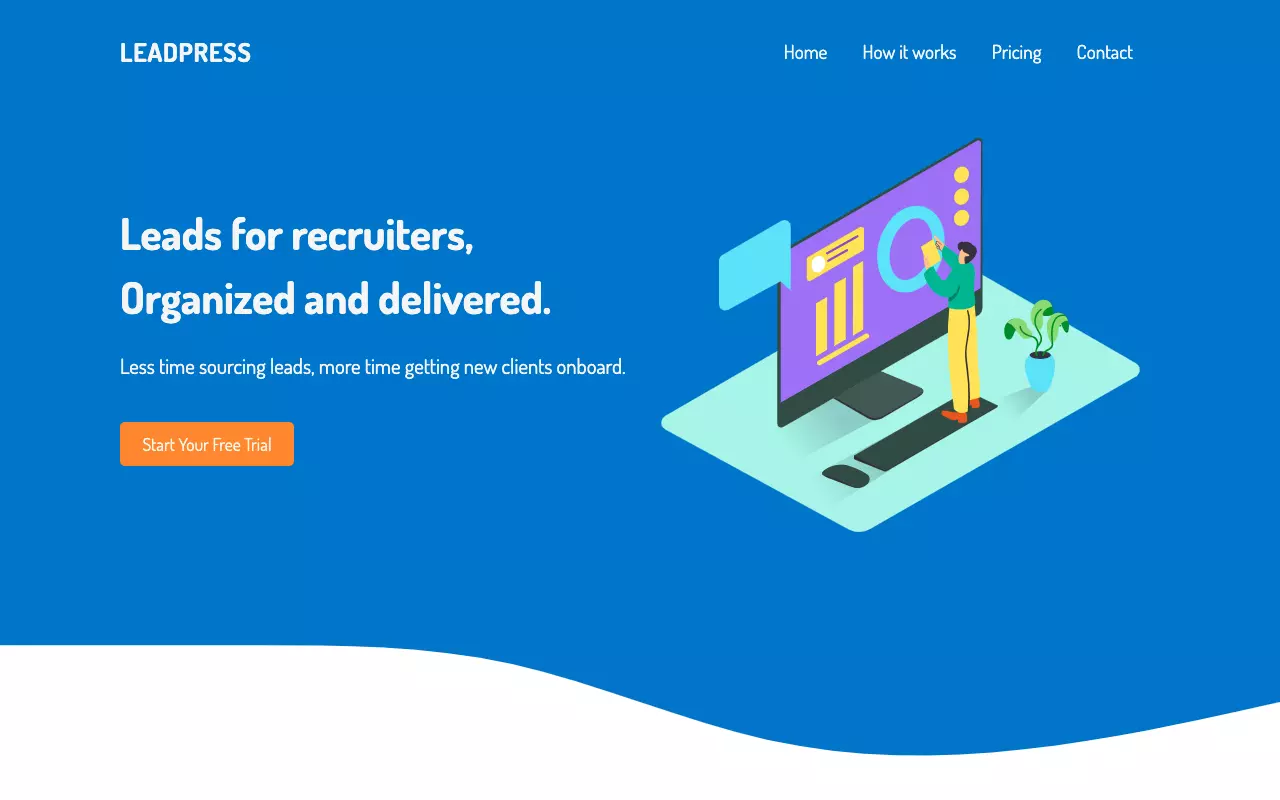 LEADPRESS
Home How it works Pricing Contact
Leads for recruiters,
Organized and delivered.
Less time sourcing leads, more time getting new clients onboard.
Start Your Free Trial